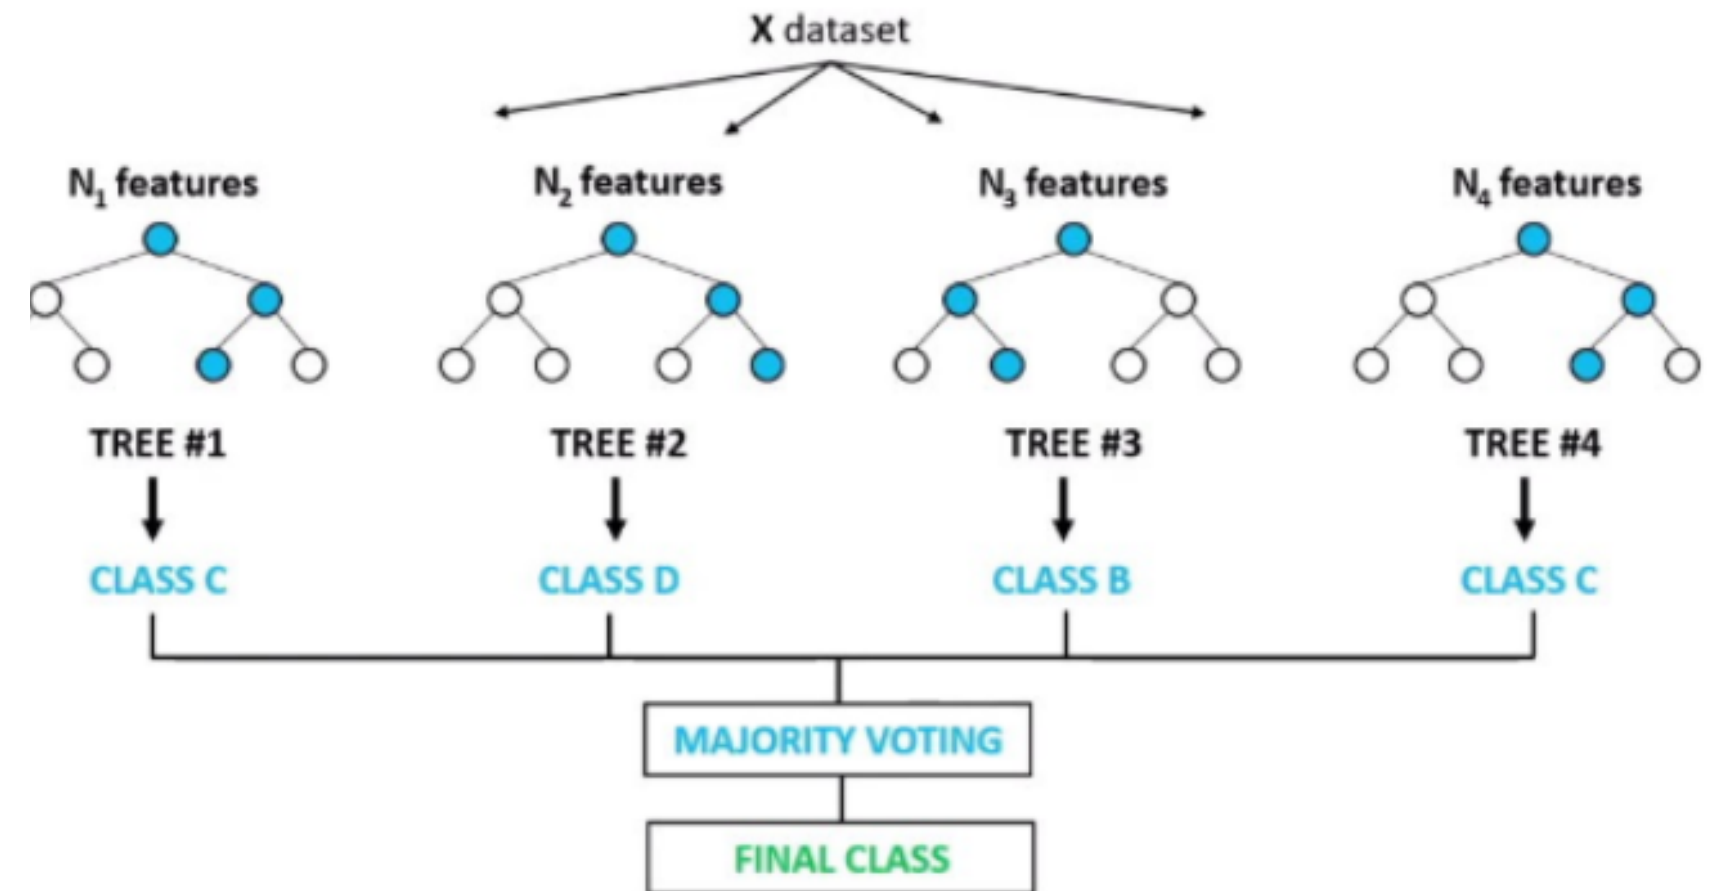 X dataset
N₁ features
N₂ features
N₃ features
N₄ features
TREE #1
TREE #2
TREE #3
TREE #4
CLASS C
CLASS D
CLASS B
CLASS C
MAJORITY VOTING
FINAL CLASS